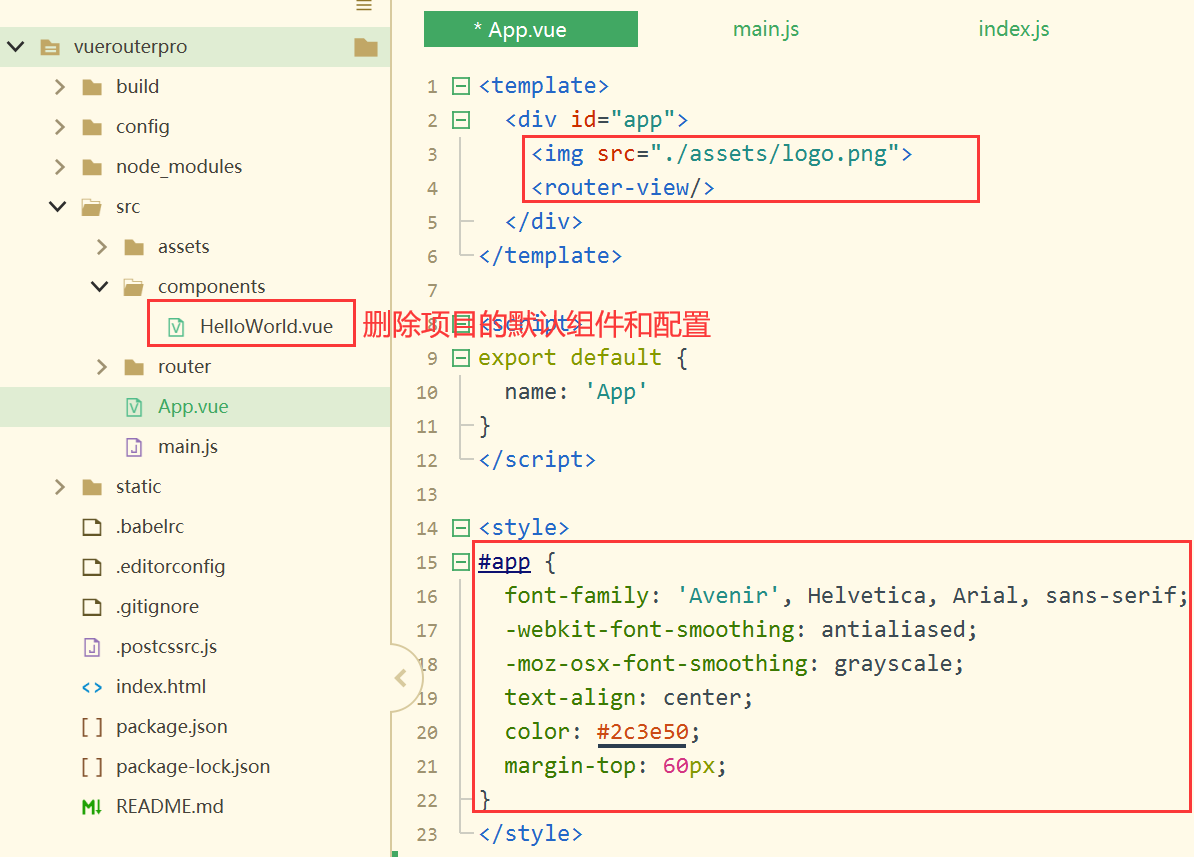 vuerouterpro
build
config
node_modules
src
assets
components
HelloWorld.vue
删除项目的默认组件和配置
router
App.vue
main.js
static
.babelrc
.editorconfig
.gitignore
.postcssrc.js
index.html
package.json
package-lock.json
README.md
* App.vue
main.js
index.js
1 <template>
2 <div id="app">
3 <img src="./assets/logo.png">
4 <router-view/>
5 </div>
6 </template>
7
8 <script>
9 export default {
10 name: 'App'
11 }
12 </script>
13
14 <style>
15 #app {
16 font-family: 'Avenir', Helvetica, Arial, sans-serif;
17 -webkit-font-smoothing: antialiased;
18 -moz-osx-font-smoothing: grayscale;
19 text-align: center;
20 color: #2c3e50;
21 margin-top: 60px;
22 }
23 </style>